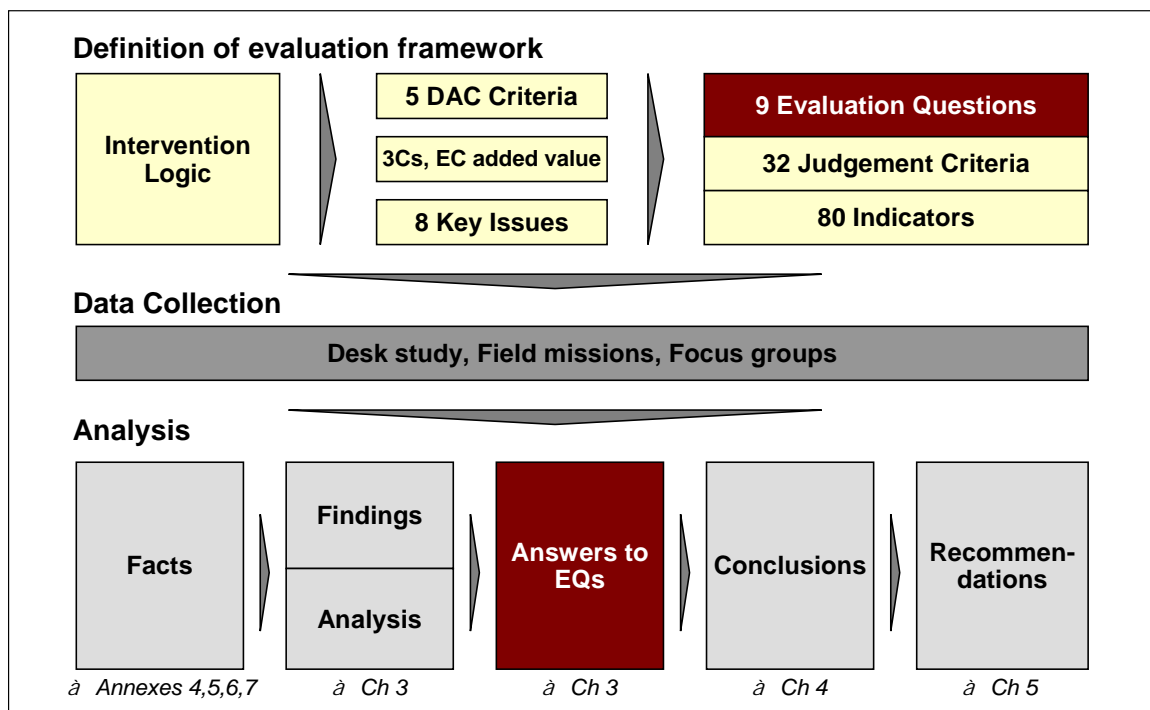 Definition of evaluation framework
Intervention
Logic
5 DAC Criteria
3Cs, EC added value
8 Key Issues
9 Evaluation Questions
32 Judgement Criteria
80 Indicators
Data Collection
Desk study, Field missions, Focus groups
Analysis
Facts
Findings
Analysis
Answers to
EQs
Conclusions
Recommen-
dations
à Annexes 4,5,6,7
à Ch 3
à Ch 3
à Ch 4
à Ch 5